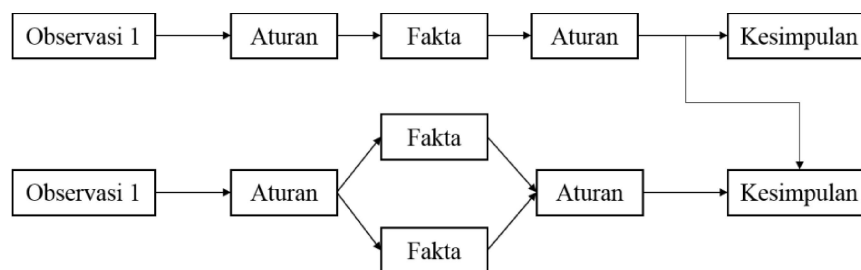 Observasi 1 Aturan Fakta Aturan Kesimpulan
Fakta
Observasi 1 Aturan Aturan Kesimpulan
Fakta